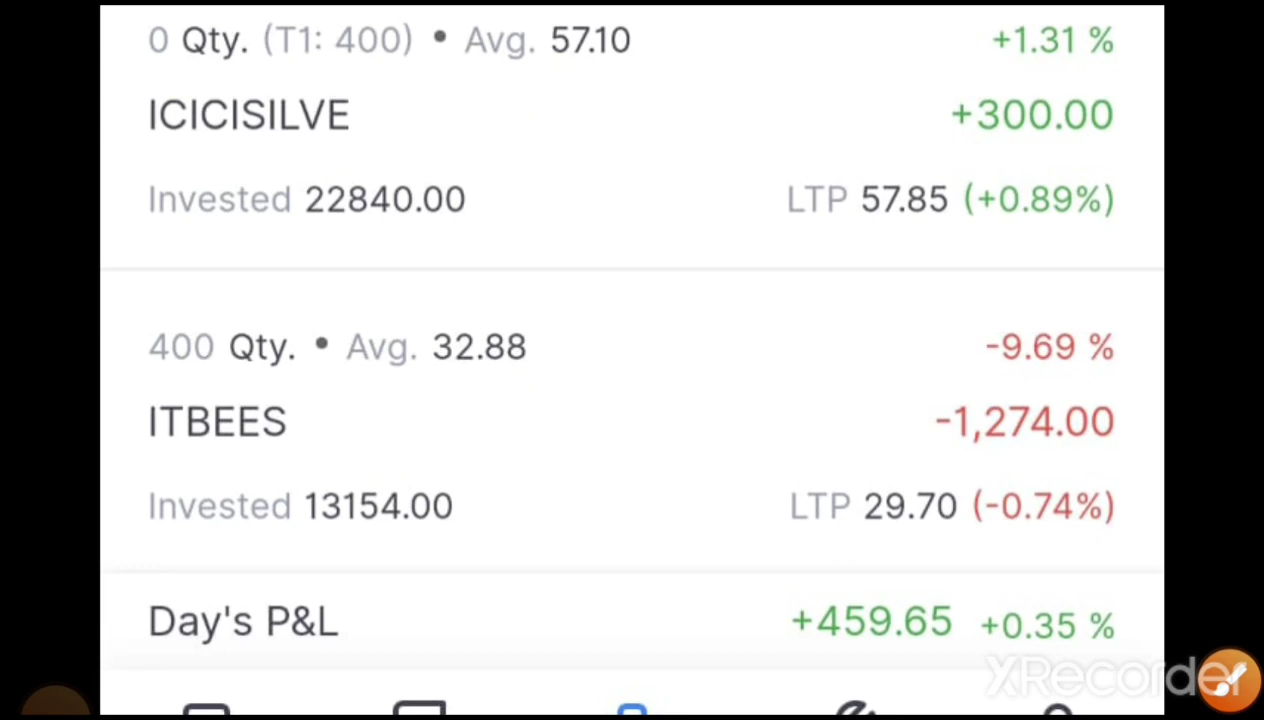 0 Qty. (T1: 400) • Avg. 57.10 +1.31 %
ICICISILVE +300.00
Invested 22840.00 LTP 57.85 (+0.89%)
400 Qty. • Avg. 32.88 -9.69 %
ITBEES -1,274.00
Invested 13154.00 LTP 29.70 (-0.74%)
Day's P&L +459.65 +0.35 %
XRecorder